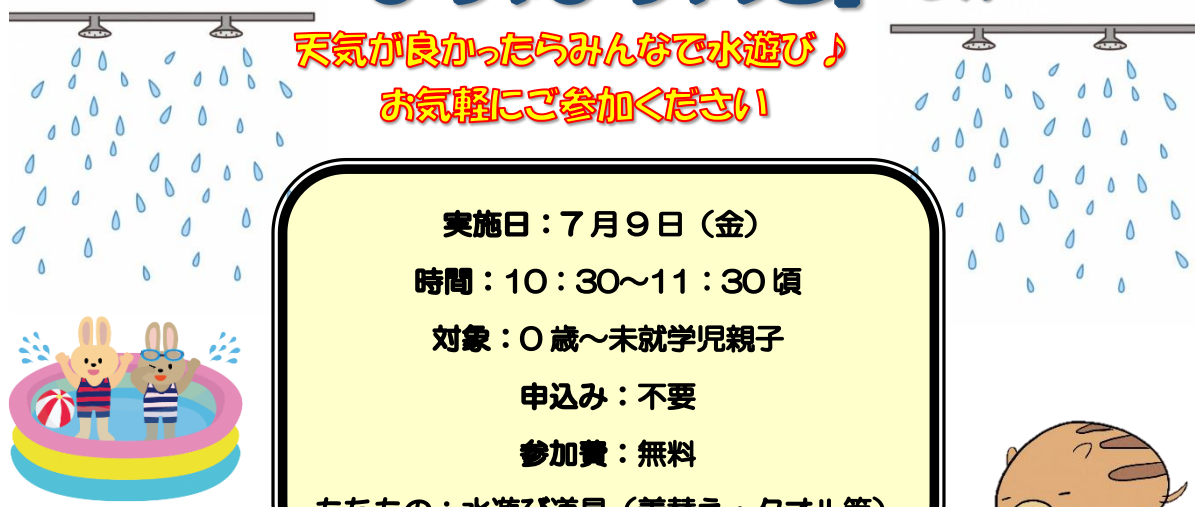 天気が良かったらみんなで水遊び♪
お気軽にご参加ください
実施日：７月９日（金）
時間：10：30～11：30頃
対象：0歳～未就学児親子
申込み：不要
参加費：無料